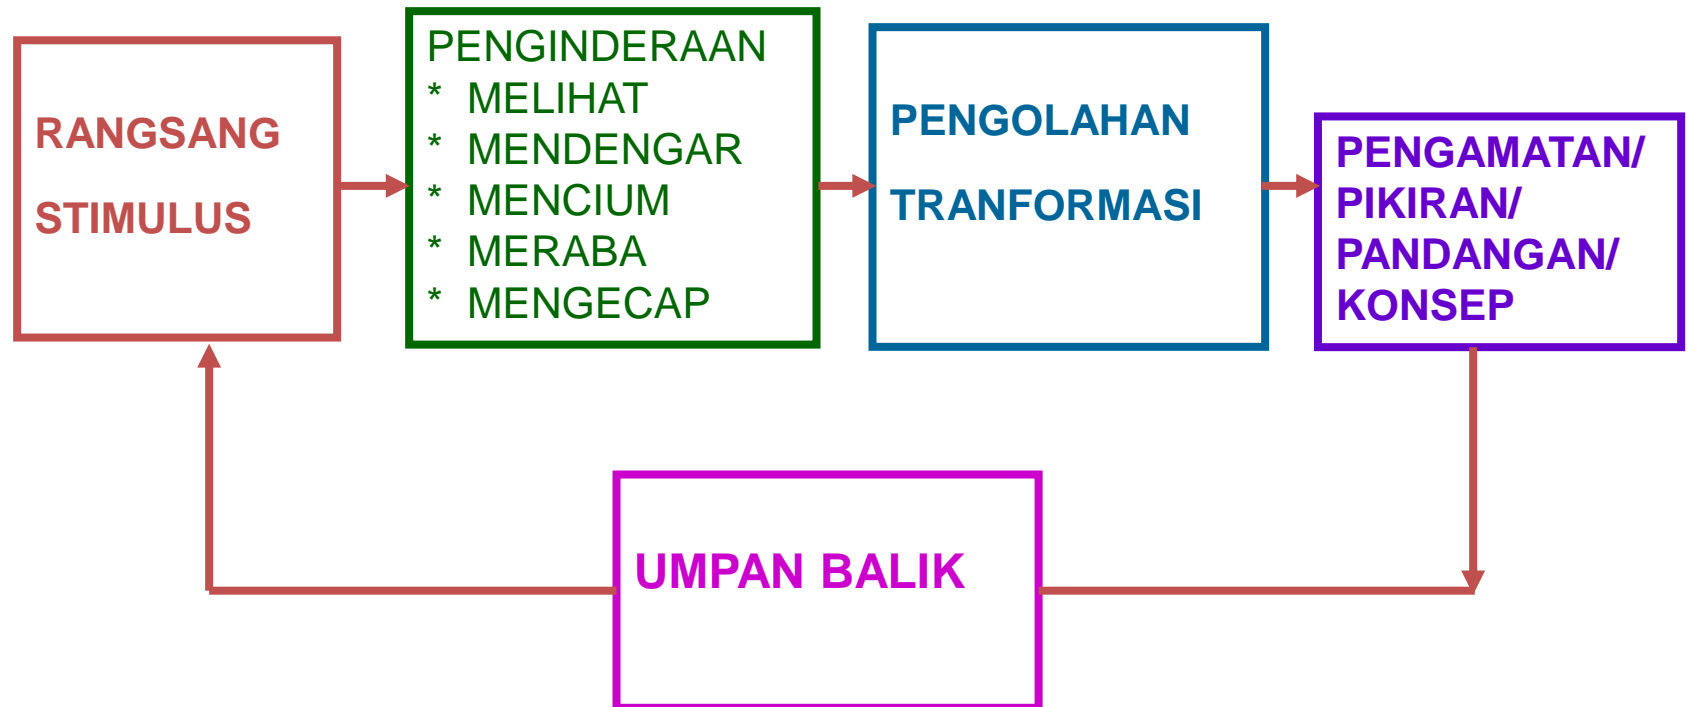 RANGSANG
STIMULUS
PENGINDERAAN
* MELIHAT
* MENDENGAR
* MENCIUM
* MERABA
* MENGECAP
PENGOLAHAN
TRANFORMASI
PENGAMATAN/
PIKIRAN/
PANDANGAN/
KONSEP
UMPAN BALIK